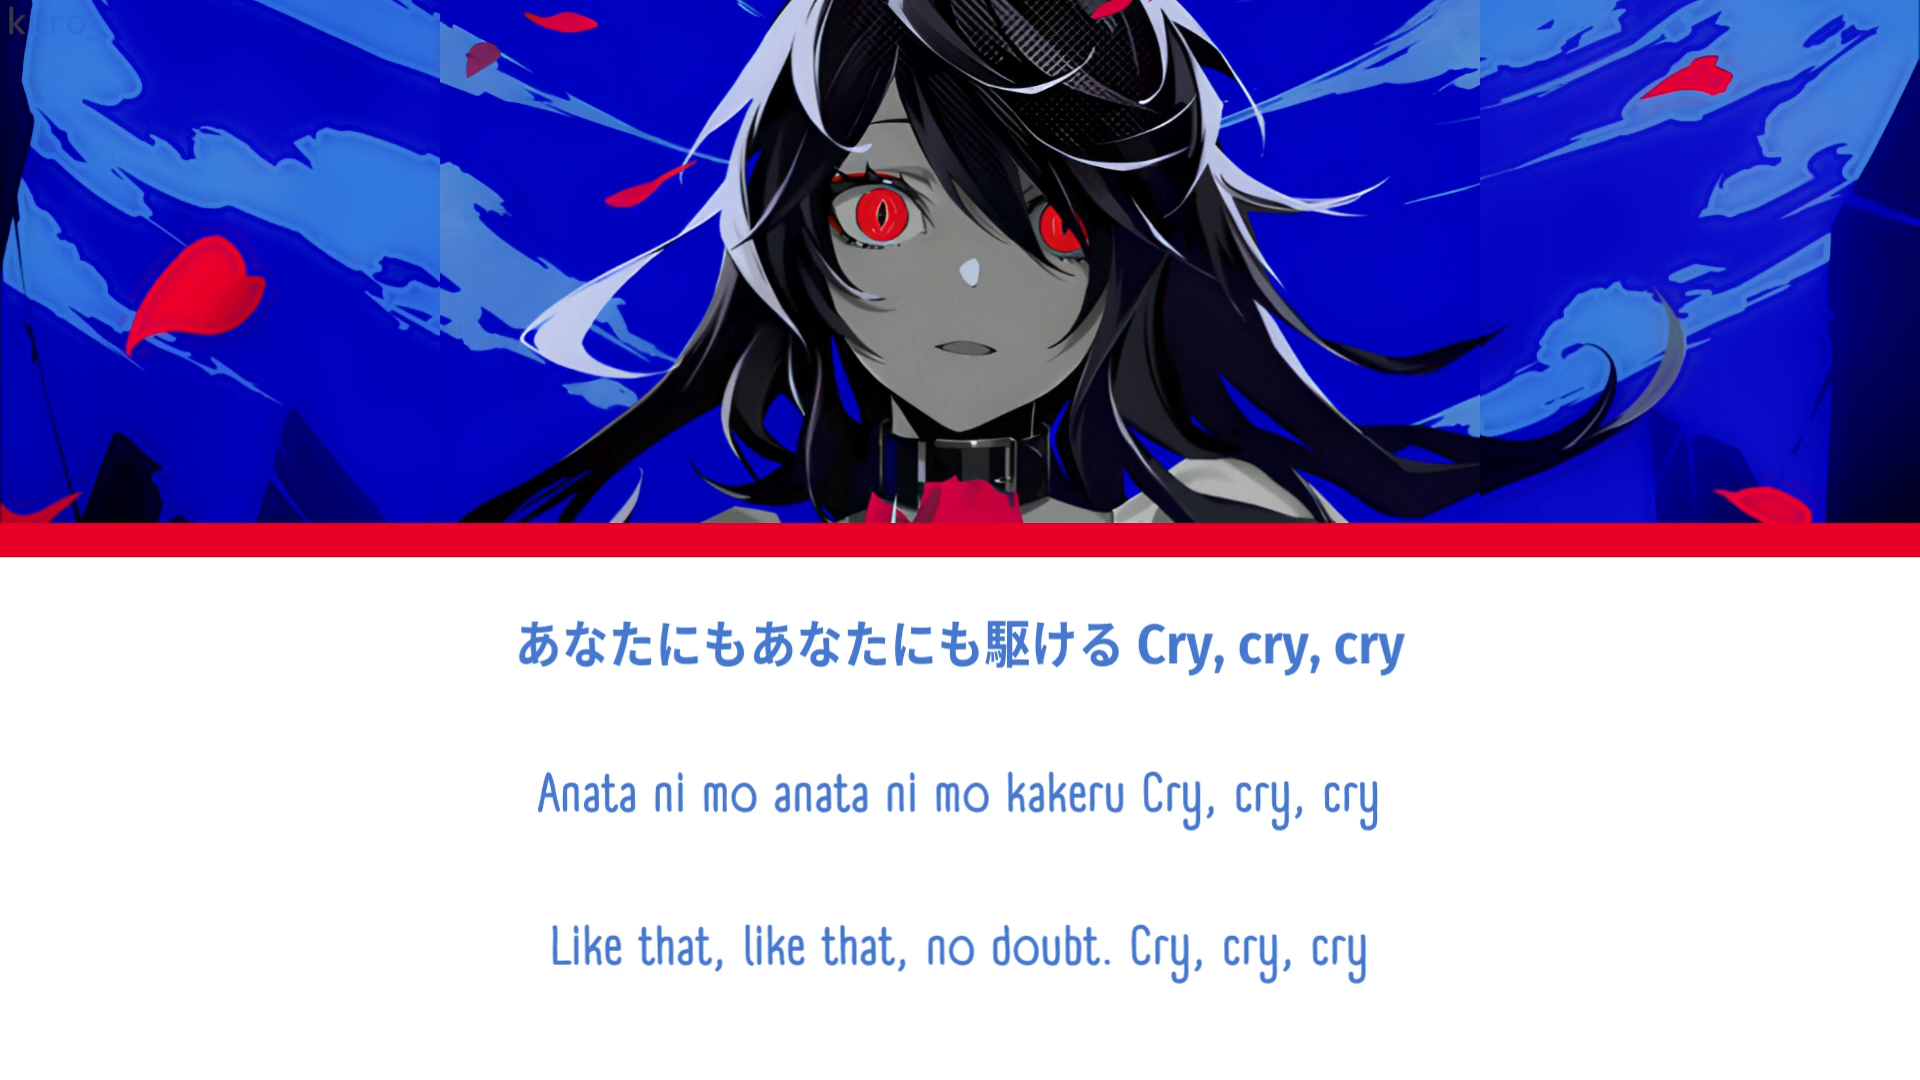 あなたにもあなたにも駆ける Cry, cry, cry
Anata ni mo anata ni mo kakeru Cry, cry, cry
Like that, like that, no doubt. Cry, cry, cry